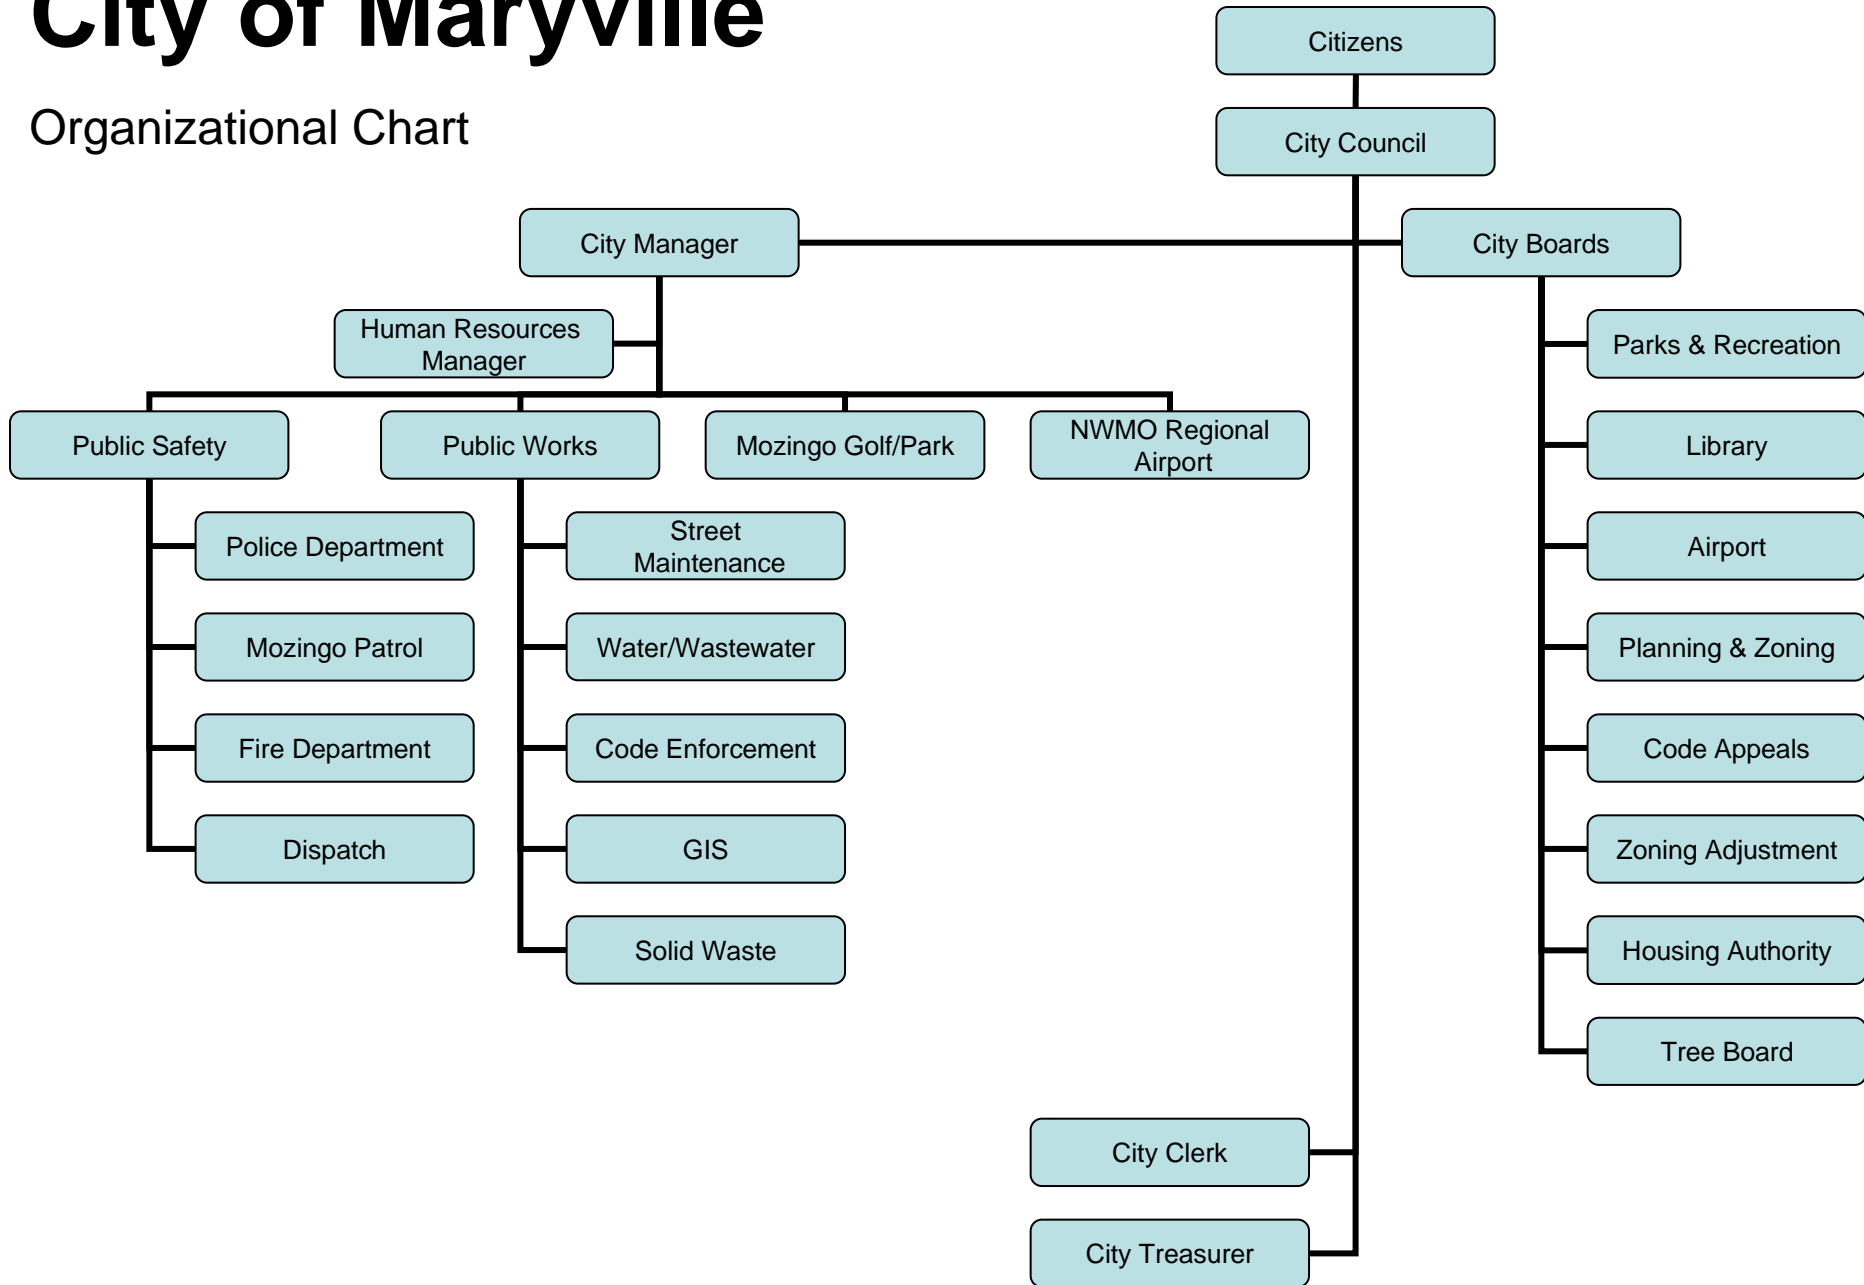 City of Maryville
Organizational Chart
Citizens
City Council
City Manager
City Boards
Human Resources
Manager
Public Safety
Public Works
Mozingo Golf/Park
NWMO Regional
Airport
Police Department
Mozingo Patrol
Fire Department
Dispatch
Street
Maintenance
Water/Wastewater
Code Enforcement
GIS
Solid Waste
Parks & Recreation
Library
Airport
Planning & Zoning
Code Appeals
Zoning Adjustment
Housing Authority
Tree Board
City Clerk
City Treasurer